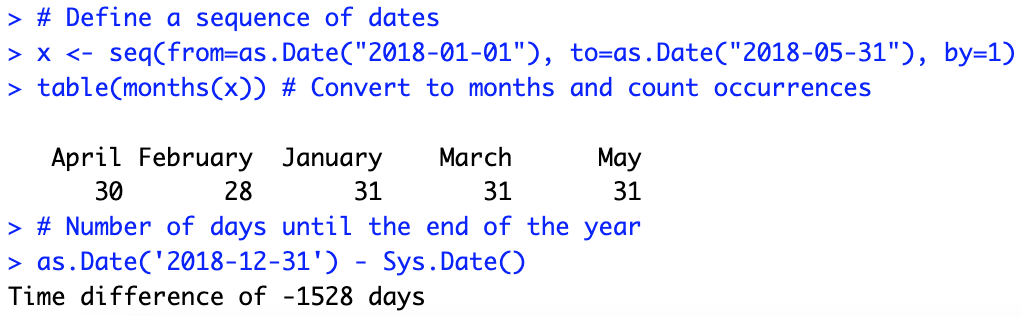 > # Define a sequence of dates
> x <- seq(from=as.Date("2018-01-01"), to=as.Date("2018-05-31"), by=1)
> table(months(x)) # Convert to months and count occurrences

   April February  January    March      May
      30       28       31       31       31
> # Number of days until the end of the year
> as.Date('2018-12-31') - Sys.Date()
Time difference of -1528 days